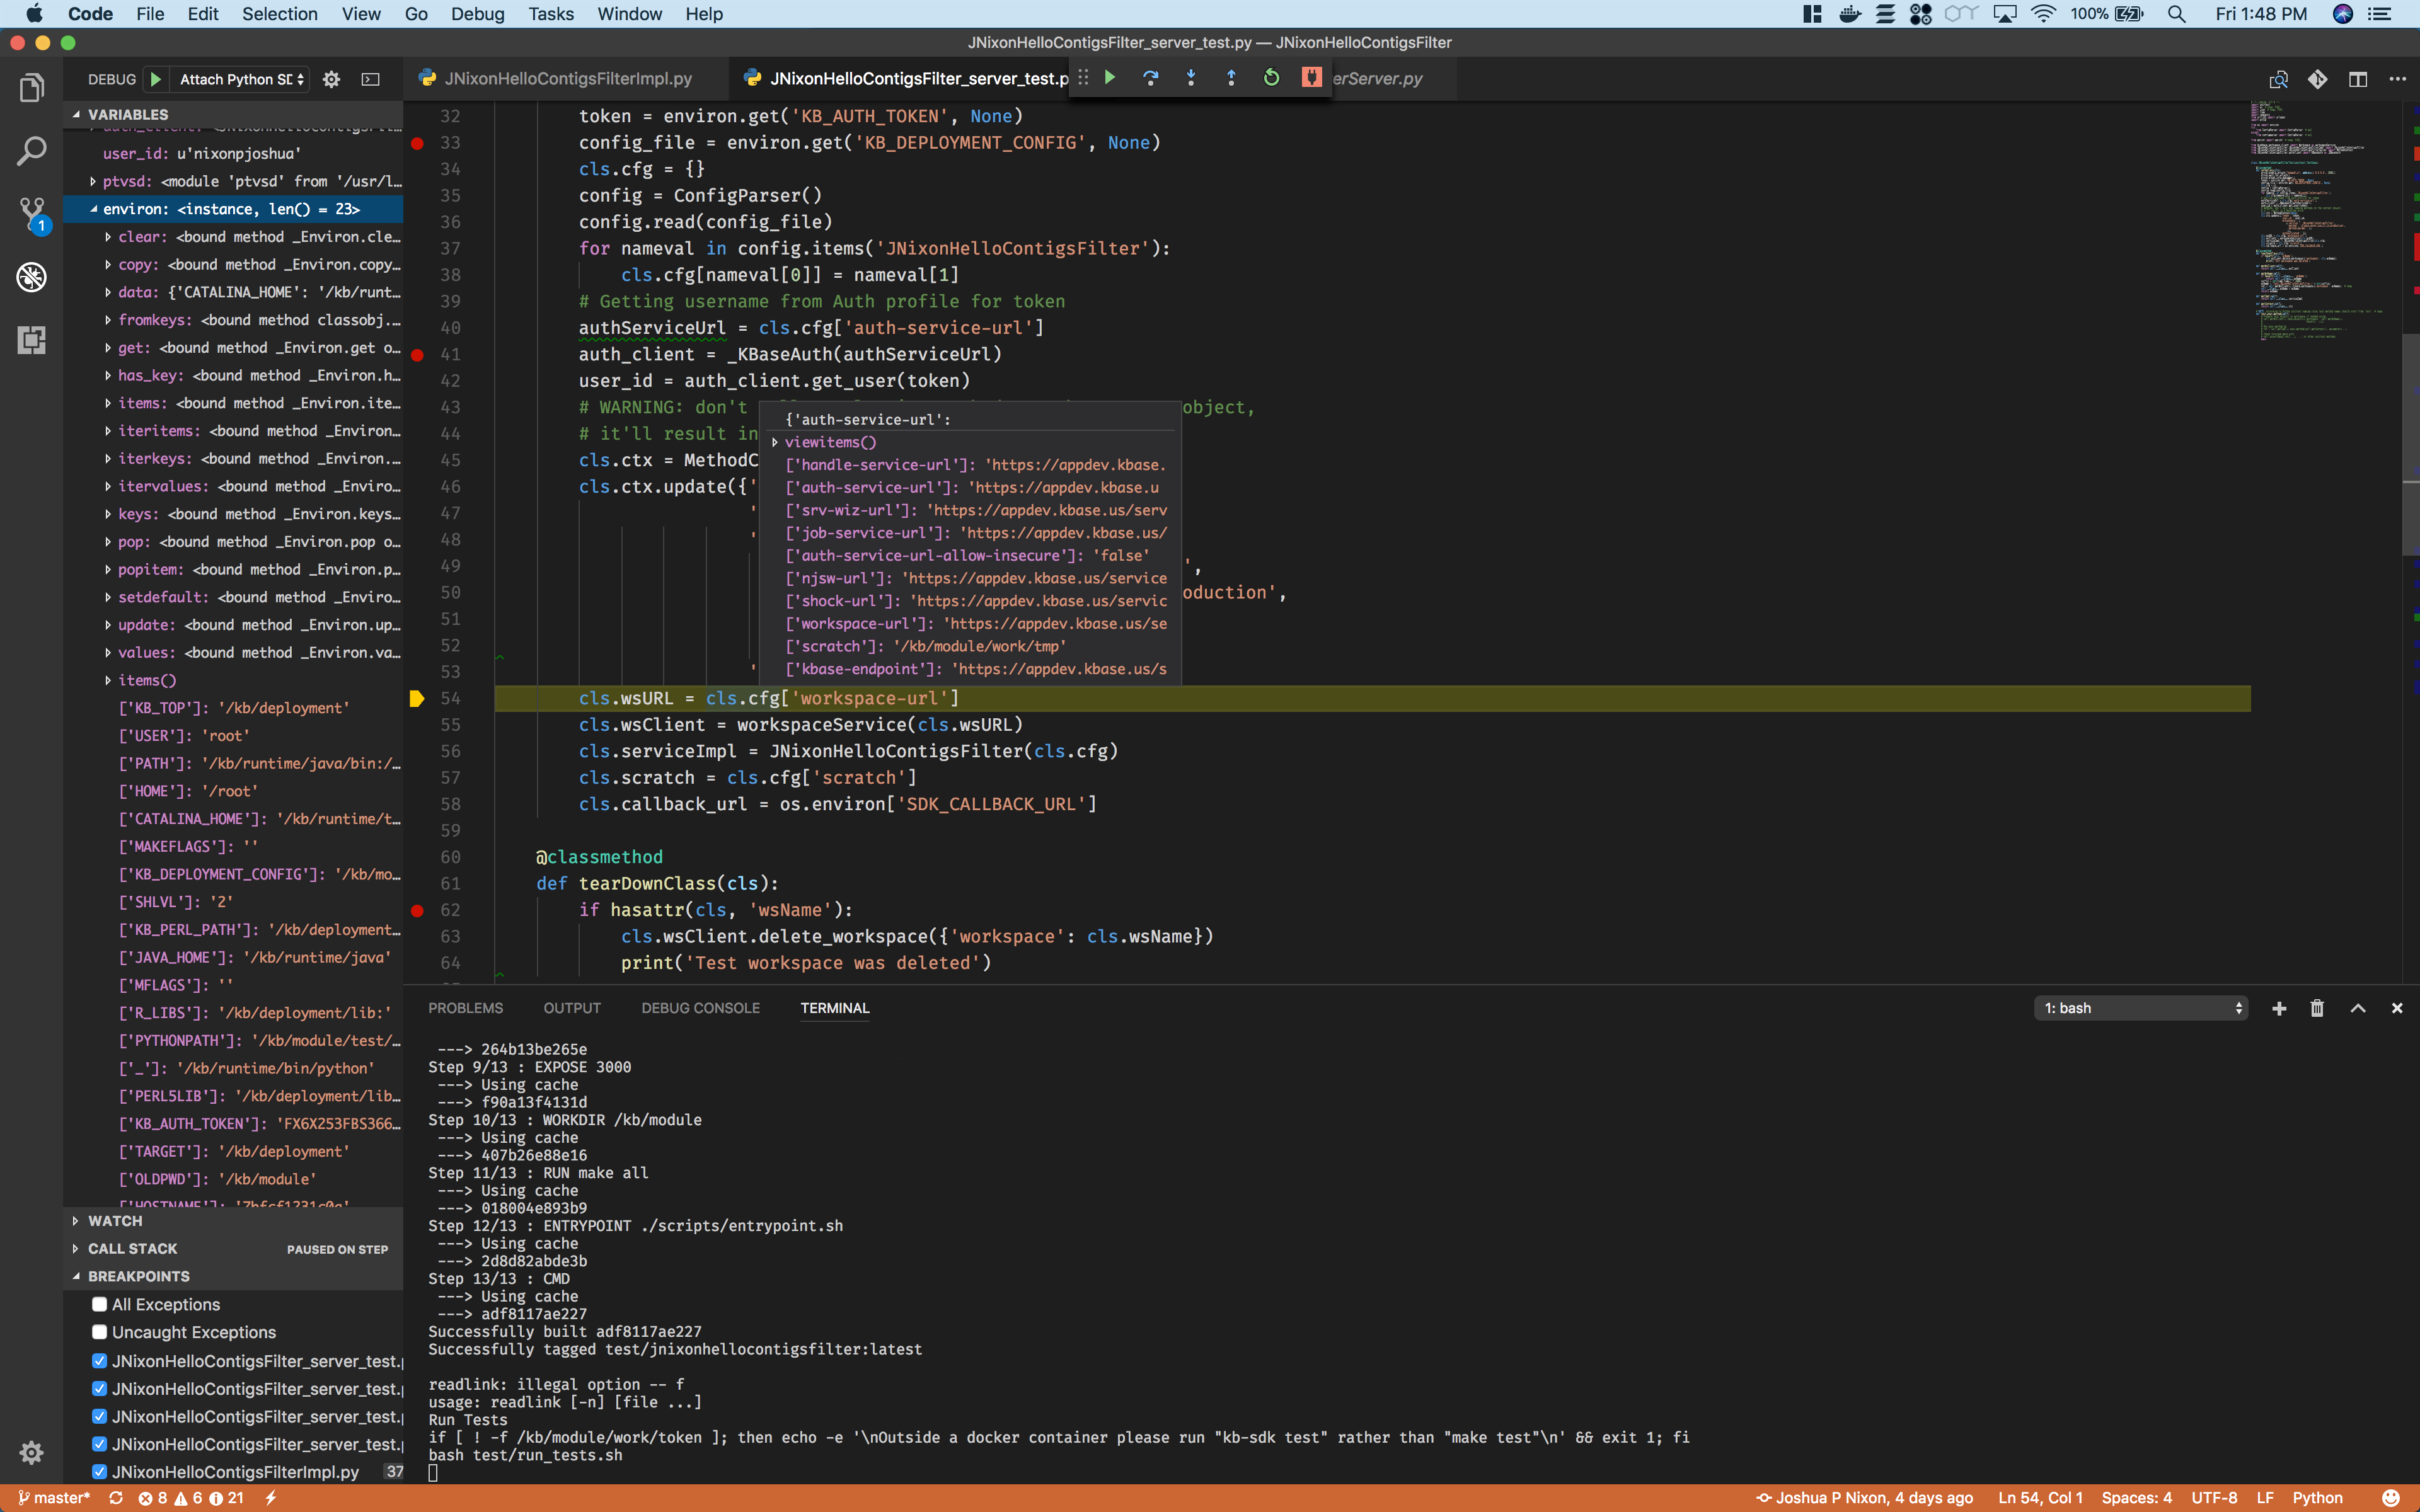 Code File Edit Selection View Go Debug Tasks Window Help 100% Fri 1:48 PM
JNixonHelloContigsFilter_server_test.py — JNixonHelloContigsFilter
DEBUG Attach Python SD
JNixonHelloContigsFilterImpl.py JNixonHelloContigsFilter_server_test.p erServer.py
VARIABLES
user_id: u'nixonpjoshua'
ptvsd: <module 'ptvsd' from '/usr/l...
environ: <instance, len() = 23>
clear: <bound method _Environ.cle...
copy: <bound method _Environ.copy...
data: {'CATALINA_HOME': '/kb/runt...
fromkeys: <bound method classobj....
get: <bound method _Environ.get o...
has_key: <bound method _Environ.h...
items: <bound method _Environ.ite...
iteritems: <bound method _Environ...
iterkeys: <bound method _Environ....
itervalues: <bound method _Enviro...
keys: <bound method _Environ.keys...
pop: <bound method _Environ.pop o...
popitem: <bound method _Environ.p...
setdefault: <bound method _Enviro...
update: <bound method _Environ.up...
values: <bound method _Environ.va...
items()
['KB_TOP']: '/kb/deployment'
['USER']: 'root'
['PATH']: '/kb/runtime/java/bin:/...
['HOME']: '/root'
['CATALINA_HOME']: '/kb/runtime/t...
['MAKEFLAGS']: ''
['KB_DEPLOYMENT_CONFIG']: '/kb/mo...
['SHLVL']: '2'
['KB_PERL_PATH']: '/kb/deployment...
['JAVA_HOME']: '/kb/runtime/java'
['MFLAGS']: ''
['R_LIBS']: '/kb/deployment/lib:'
['PYTHONPATH']: '/kb/module/test/...
['_']: '/kb/runtime/bin/python'
['PERL5LIB']: '/kb/deployment/lib...
['KB_AUTH_TOKEN']: 'FX6X253FBS366...
['TARGET']: '/kb/deployment'
['OLDPWD']: '/kb/module'
WATCH
CALL STACK PAUSED ON STEP
BREAKPOINTS
All Exceptions
Uncaught Exceptions
JNixonHelloContigsFilter_server_test.p
JNixonHelloContigsFilter_server_test.p
JNixonHelloContigsFilter_server_test.p
JNixonHelloContigsFilter_server_test.p
JNixonHelloContigsFilterImpl.py 37
32 token = environ.get('KB_AUTH_TOKEN', None)
33 config_file = environ.get('KB_DEPLOYMENT_CONFIG', None)
34 cls.cfg = {}
35 config = ConfigParser()
36 config.read(config_file)
37 for nameval in config.items('JNixonHelloContigsFilter'):
38 cls.cfg[nameval[0]] = nameval[1]
39 # Getting username from Auth profile for token
40 authServiceUrl = cls.cfg['auth-service-url']
41 auth_client = _KBaseAuth(authServiceUrl)
42 user_id = auth_client.get_user(token)
43 # WARNING: don't object,
44 # it'll result in
45 cls.ctx = MethodC
46 cls.ctx.update({'
47 '
48 '
49 ',
50 oduction',
51
52
53 '
54 cls.wsURL = cls.cfg['workspace-url']
55 cls.wsClient = workspaceService(cls.wsURL)
56 cls.serviceImpl = JNixonHelloContigsFilter(cls.cfg)
57 cls.scratch = cls.cfg['scratch']
58 cls.callback_url = os.environ['SDK_CALLBACK_URL']
59
60 @classmethod
61 def tearDownClass(cls):
62 if hasattr(cls, 'wsName'):
63 cls.wsClient.delete_workspace({'workspace': cls.wsName})
64 print('Test workspace was deleted')
{'auth-service-url':
viewitems()
['handle-service-url']: 'https://appdev.kbase.
['auth-service-url']: 'https://appdev.kbase.u
['srv-wiz-url']: 'https://appdev.kbase.us/serv
['job-service-url']: 'https://appdev.kbase.us/
['auth-service-url-allow-insecure']: 'false'
['njsw-url']: 'https://appdev.kbase.us/service
['shock-url']: 'https://appdev.kbase.us/servic
['workspace-url']: 'https://appdev.kbase.us/se
['scratch']: '/kb/module/work/tmp'
['kbase-endpoint']: 'https://appdev.kbase.us/s
PROBLEMS OUTPUT DEBUG CONSOLE TERMINAL 1: bash
---> 264b13be265e
Step 9/13 : EXPOSE 3000
---> Using cache
---> f90a13f4131d
Step 10/13 : WORKDIR /kb/module
---> Using cache
---> 407b26e88e16
Step 11/13 : RUN make all
---> Using cache
---> 018004e893b9
Step 12/13 : ENTRYPOINT ./scripts/entrypoint.sh
---> Using cache
---> 2d8d82abde3b
Step 13/13 : CMD
---> Using cache
---> adf8117ae227
Successfully built adf8117ae227
Successfully tagged test/jnixonhellocontigsfilter:latest
readlink: illegal option -- f
usage: readlink [-n] [file ...]
Run Tests
if [ ! -f /kb/module/work/token ]; then echo -e '\nOutside a docker container please run "kb-sdk test" rather than "make test"\n' && exit 1; fi
bash test/run_tests.sh
master* 8 6 21 Joshua P Nixon, 4 days ago Ln 54, Col 1 Spaces: 4 UTF-8 LF Python